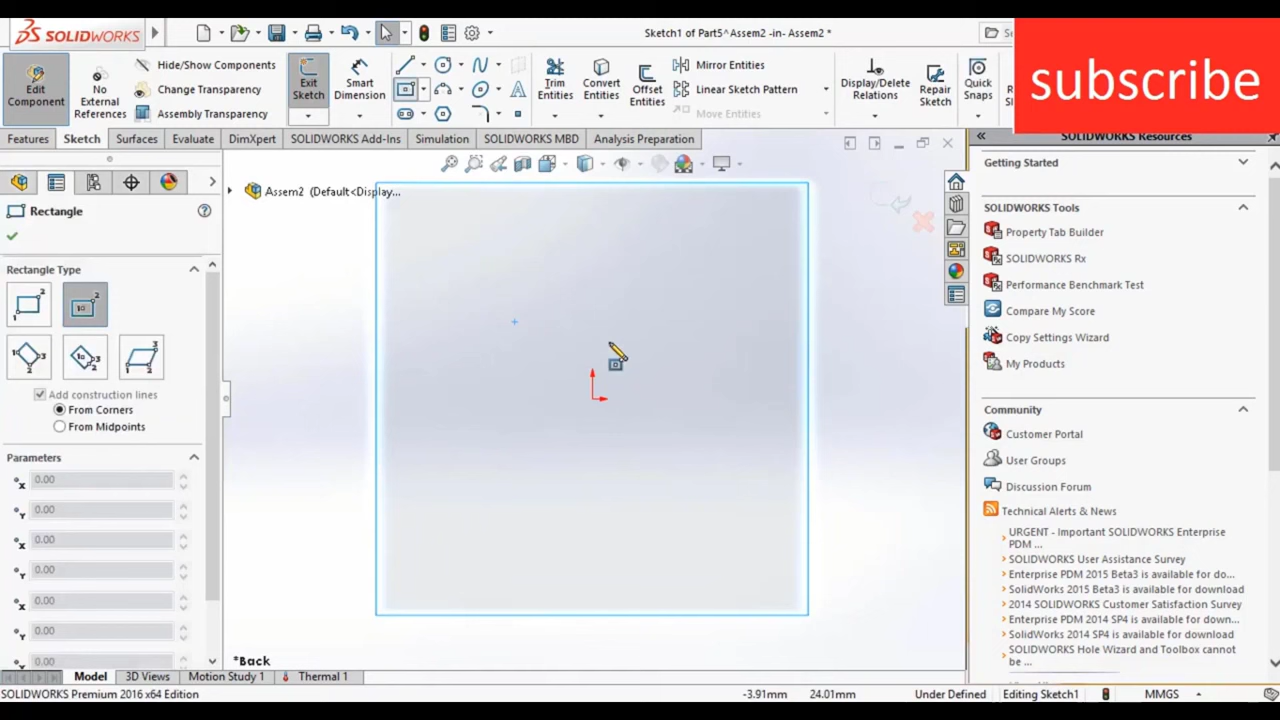 SOLIDWORKS
Sketch1 of Part5^Assem2 -in- Assem2 *
subscribe
Edit
Component
No
External
References
Hide/Show Components
Change Transparency
Assembly Transparency
Exit
Sketch
Smart
Dimension
Trim
Entities
Convert
Entities
Offset
Entities
Mirror Entities
Linear Sketch Pattern
Move Entities
Display/Delete
Relations
Repair
Sketch
Quick
Snaps
Features
Sketch
Surfaces
Evaluate
DimXpert
SOLIDWORKS Add-Ins
Simulation
SOLIDWORKS MBD
Analysis Preparation
SOLIDWORKS Resources
Assem2 (Default<Display...
Rectangle
Rectangle Type
Add construction lines
From Corners
From Midpoints
Parameters
0.00
0.00
0.00
0.00
0.00
0.00
0.00
*Back
Getting Started
SOLIDWORKS Tools
Property Tab Builder
SOLIDWORKS Rx
Performance Benchmark Test
Compare My Score
Copy Settings Wizard
My Products
Community
Customer Portal
User Groups
Discussion Forum
Technical Alerts & News
URGENT - Important SOLIDWORKS Enterprise
PDM ...
SOLIDWORKS User Assistance Survey
Enterprise PDM 2015 Beta3 is available for do...
SolidWorks 2015 Beta3 is available for download
2014 SOLIDWORKS Customer Satisfaction Survey
Enterprise PDM 2014 SP4 is available for down...
SolidWorks 2014 SP4 is available for download
SOLIDWORKS Hole Wizard and Toolbox cannot
be ...
Model
3D Views
Motion Study 1
Thermal 1
SOLIDWORKS Premium 2016 x64 Edition
-3.91mm
24.01mm
Under Defined
Editing Sketch1
MMGS